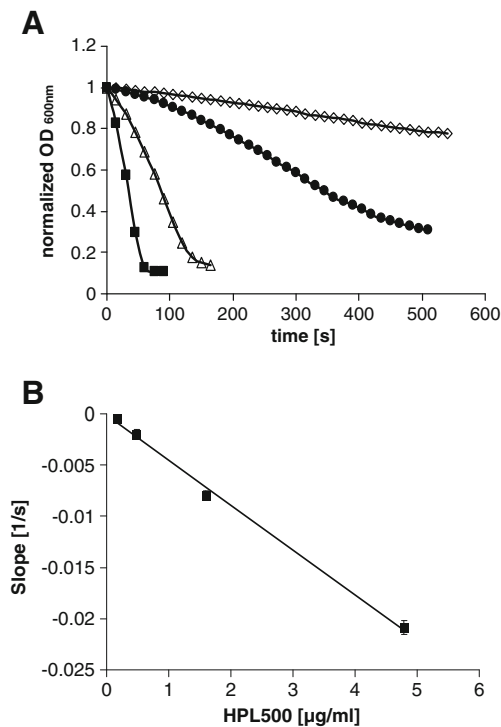 A
1.2
1
0.8
0.6
0.4
0.2
0
normalized OD 600nm
0 100 200 300 400 500 600
time [s]
B
0
-0.005
-0.01
-0.015
-0.02
-0.025
Slope [1/s]
0 1 2 3 4 5 6
HPL500 [µg/ml]